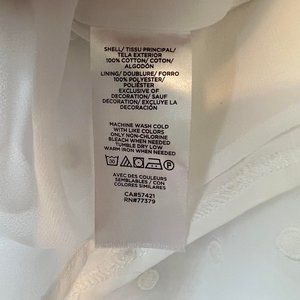 SHELL/ TISSU PRINCIPAL/
TELA EXTERIOR
100% COTTON/ COTON/
ALGODÓN
LINING/ DOUBLURE/ FORRO
100% POLYESTER/
POLIÉSTER
EXCLUSIVE OF
DECORATION/ SAUF
DECORATION/ EXCLUYE LA
DECORACIÓN
MACHINE WASH COLD
WITH LIKE COLORS
ONLY NON-CHLORINE
BLEACH WHEN NEEDED
TUMBLE DRY LOW
WARM IRON WHEN NEEDED
AVEC DES COULEURS
SEMBLABLES / CON
COLORES SIMILARES
CA#57421
RN#77379